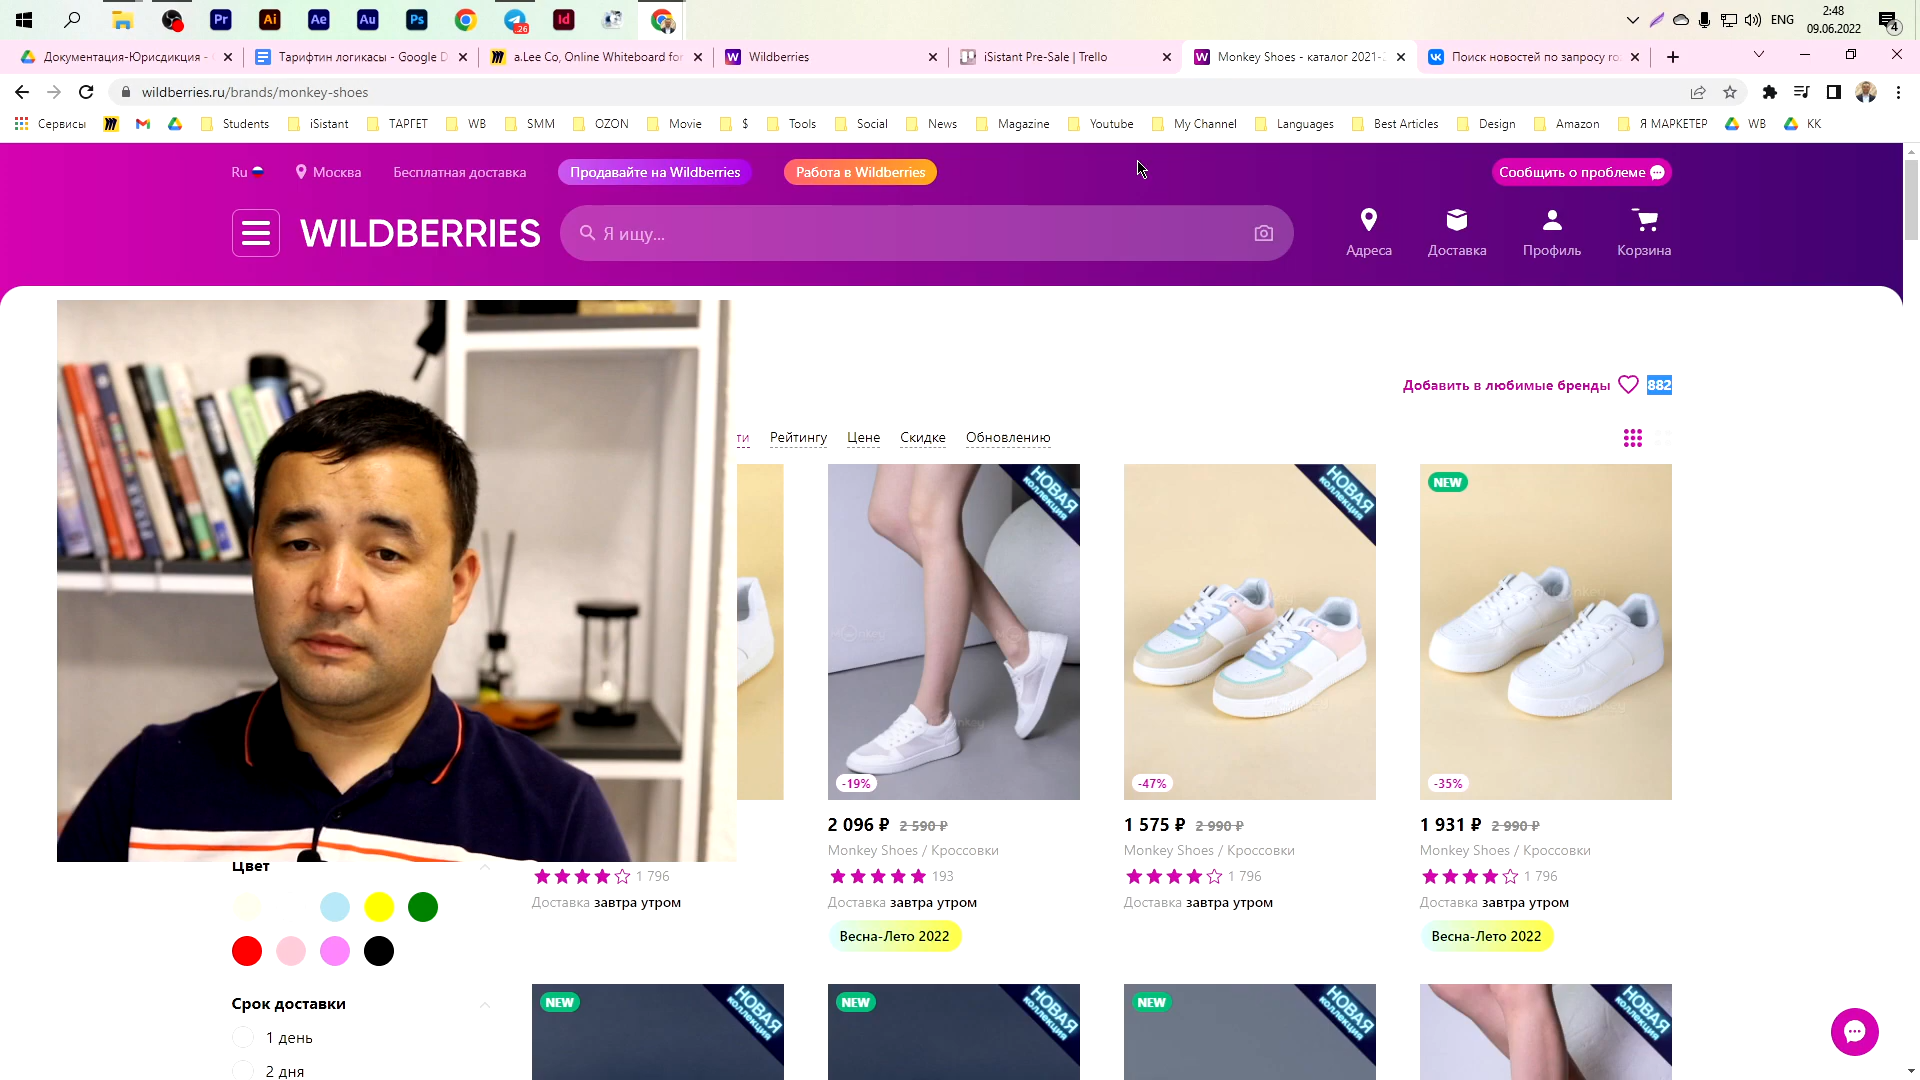 2:48
ENG
09.06.2022
4
26
Документация-Юрисдикция -
Тарифтин логикасы - Google D
a.Lee Co, Online Whiteboard for
Wildberries
iSistant Pre-Sale | Trello
Monkey Shoes - каталог 2021-
Поиск новостей по запросу
wildberries.ru/brands/monkey-shoes
Сервисы
Students
iSistant
ТАРГЕТ
WB
SMM
OZON
Movie
$
Tools
Social
News
Magazine
Youtube
My Channel
Languages
Best Articles
Design
Amazon
Я МАРКЕТЕР
WB
КК
Ru
Москва
Бесплатная доставка
Продавайте на Wildberries
Работа в Wildberries
Сообщить о проблеме
WILDBERRIES
Я ищу...
Адреса
Доставка
Профиль
Корзина
Добавить в любимые бренды
882
ти
Рейтингу
Цене
Скидке
Обновлению
НОВАЯ коллекция
НОВАЯ коллекция
NEW
-19%
-47%
-35%
2 096 ₽ 2 590 ₽
1 575 ₽ 2 990 ₽
1 931 ₽ 2 990 ₽
Monkey Shoes / Кроссовки
Monkey Shoes / Кроссовки
Monkey Shoes / Кроссовки
1 796
193
1 796
1 796
Доставка завтра утром
Доставка завтра утром
Доставка завтра утром
Доставка завтра утром
Весна-Лето 2022
Весна-Лето 2022
Цвет
Срок доставки
1 день
2 дня
NEW
НОВАЯ коллекция
NEW
НОВАЯ коллекция
NEW
НОВАЯ коллекция
НОВАЯ коллекция